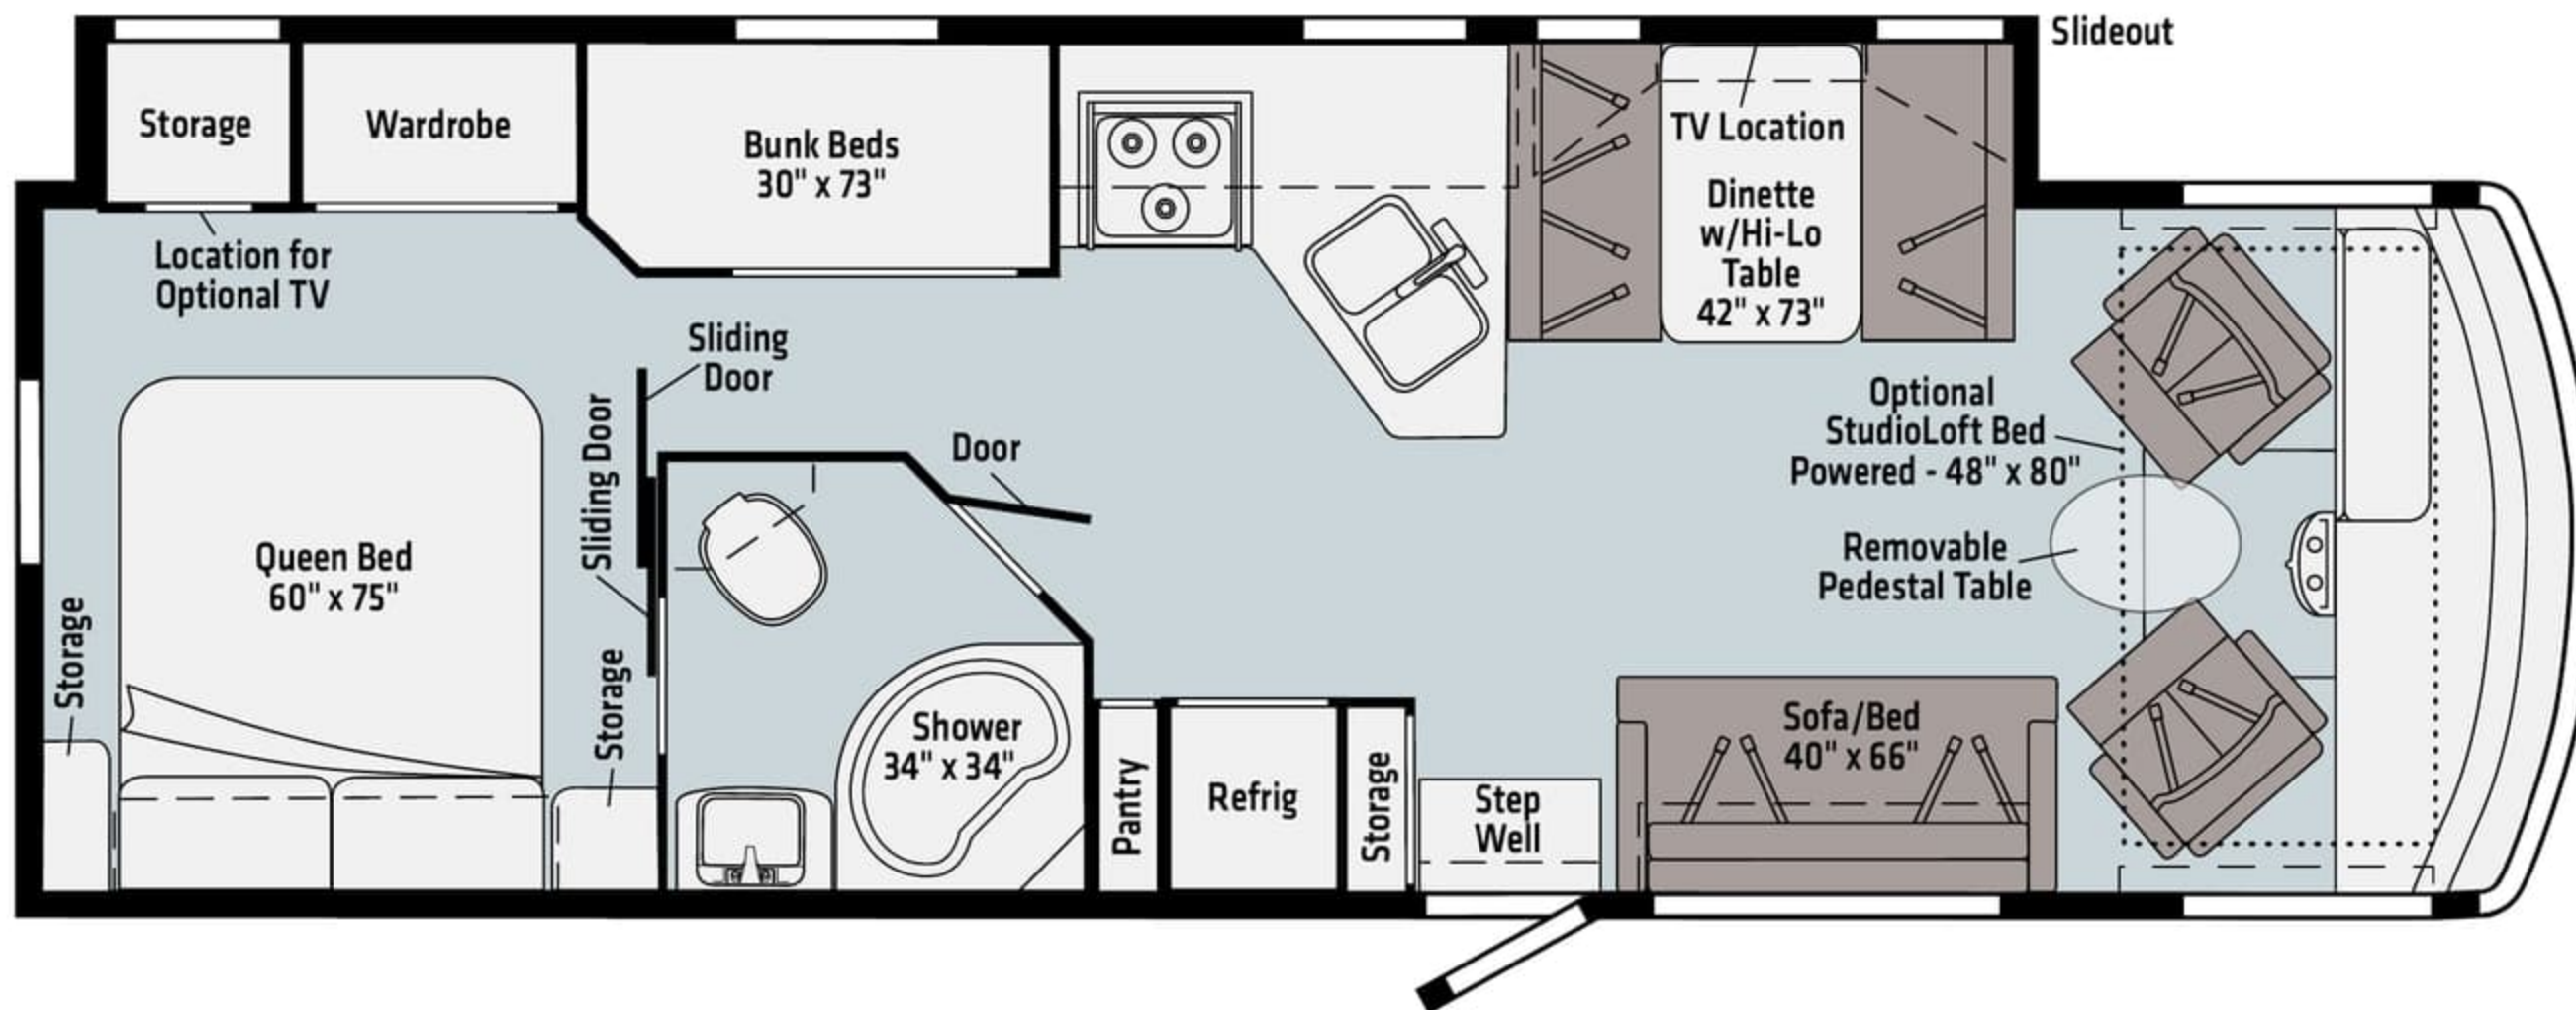 Slideout
Storage
Wardrobe
Bunk Beds
30" x 73"
TV Location
Dinette
w/Hi-Lo
Table
42" x 73"
Location for
Optional TV
Sliding
Door
Sliding Door
Door
Optional
StudioLoft Bed
Powered - 48" x 80"
Removable
Pedestal Table
Queen Bed
60" x 75"
Storage
Storage
Shower
34" x 34"
Pantry
Refrig
Storage
Step
Well
Sofa/Bed
40" x 66"